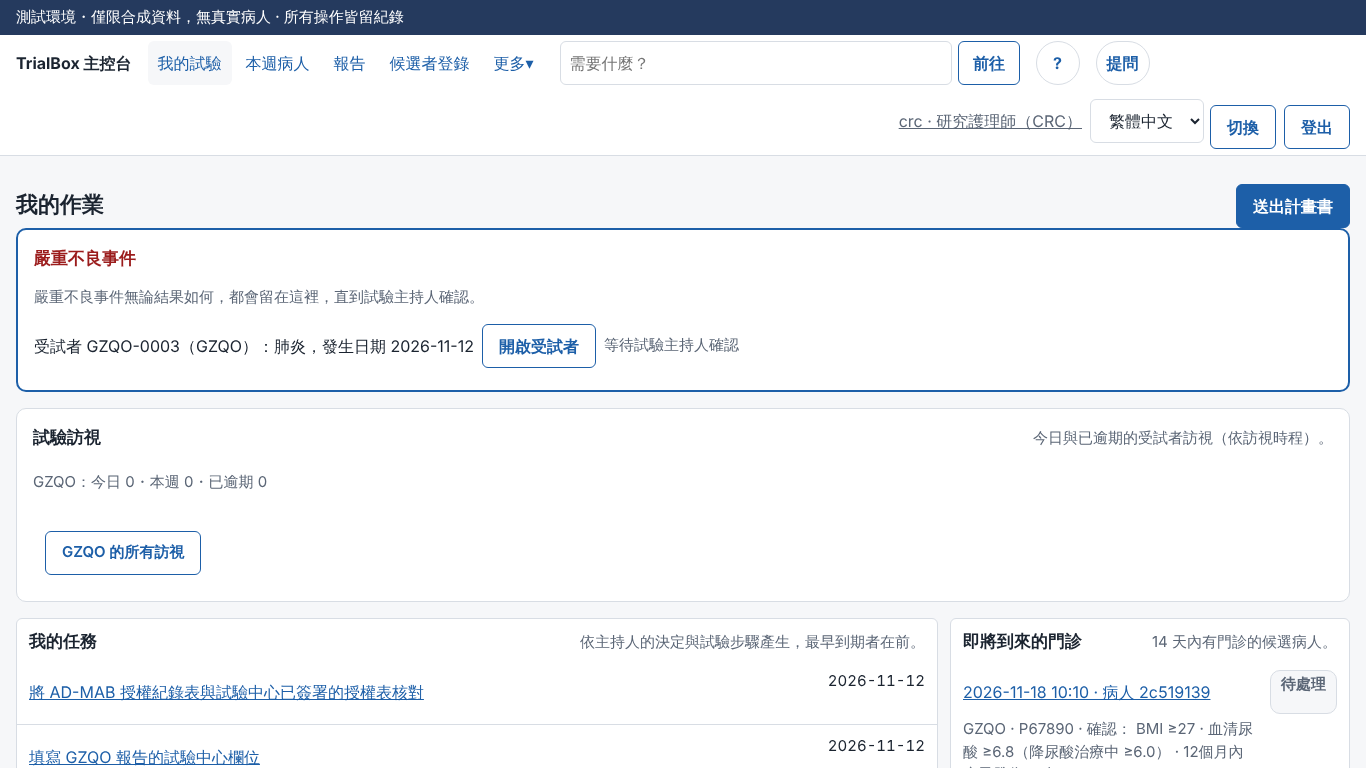 測試環境・僅限合成資料，無真實病人 · 所有操作皆留紀錄
TrialBox 主控台
我的試驗
本週病人
報告
候選者登錄
更多▾
需要什麼？
前往
?
提問
crc · 研究護理師（CRC）
繁體中文
切換
登出
我的作業
送出計畫書
嚴重不良事件
嚴重不良事件無論結果如何，都會留在這裡，直到試驗主持人確認。
受試者 GZQO-0003（GZQO）：肺炎，發生日期 2026-11-12
開啟受試者
等待試驗主持人確認
試驗訪視
今日與已逾期的受試者訪視（依訪視時程）。
GZQO：今日 0・本週 0・已逾期 0
GZQO 的所有訪視
我的任務
依主持人的決定與試驗步驟產生，最早到期者在前。
將 AD-MAB 授權紀錄表與試驗中心已簽署的授權表核對
2026-11-12
填寫 GZQO 報告的試驗中心欄位
2026-11-12
即將到來的門診
14 天內有門診的候選病人。
2026-11-18 10:10 · 病人 2c519139
待處理
GZQO · P67890 · 確認： BMI ≥27 · 血清尿
酸 ≥6.8（降尿酸治療中 ≥6.0） · 12個月內